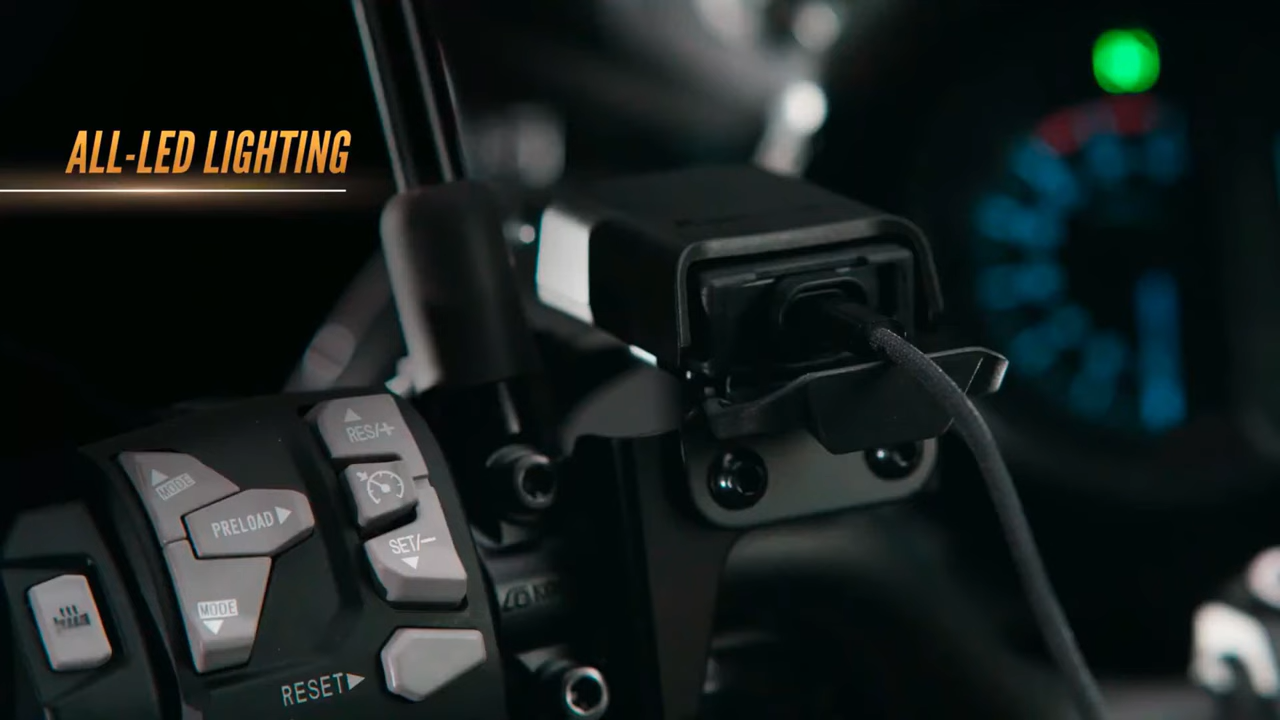 ALL-LED LIGHTING
RES/+
MODE
PRELOAD
SET/—
MODE
RESET